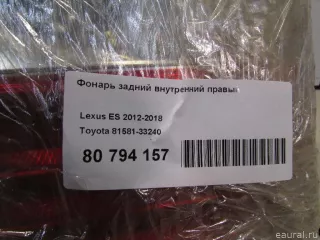 Фонарь задний внутренний правый
Lexus ES 2012-2018
Toyota 81581-33240
80 794 157
eaural.ru